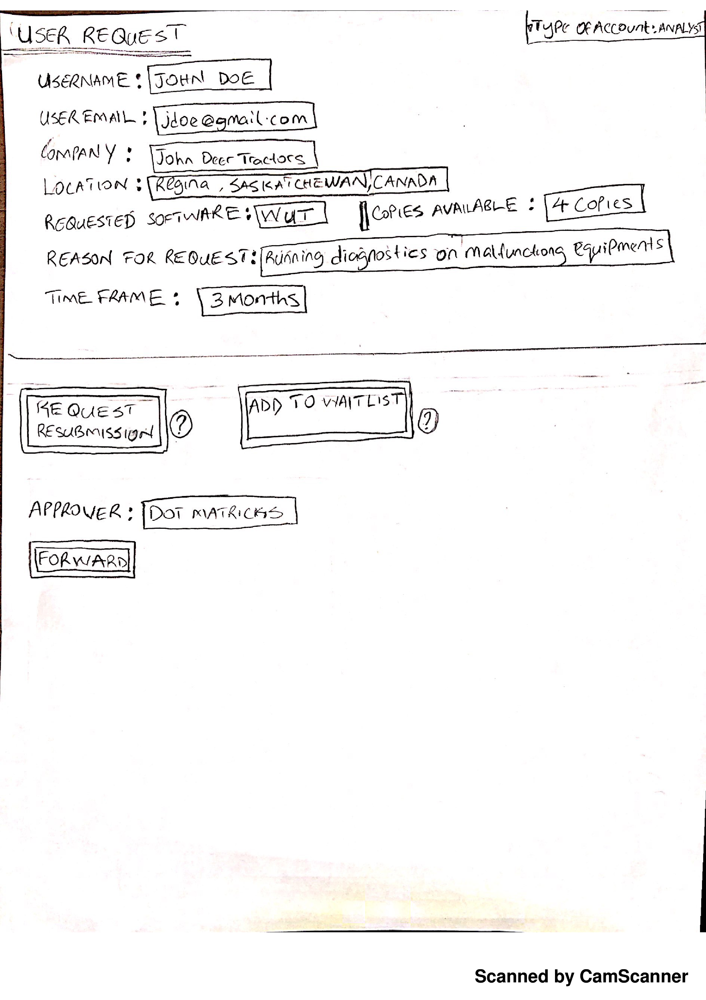 USER REQUEST
Type of Account: ANALYST
USERNAME: JOHN DOE
USER EMAIL: jdoe@gmail.com
COMPANY: John Deer Tractors
LOCATION: Regina, SASKATCHEWAN, CANADA
REQUESTED SOFTWARE: WUT COPIES AVAILABLE: 4 COPIES
REASON FOR REQUEST: Running diagnostics on malfunctiong equipments
TIME FRAME: 3 Months
REQUEST
RESUBMISSION ?
ADD TO WAITLIST ?
APPROVER: DOT MATRICKS
FORWARD
Scanned by CamScanner